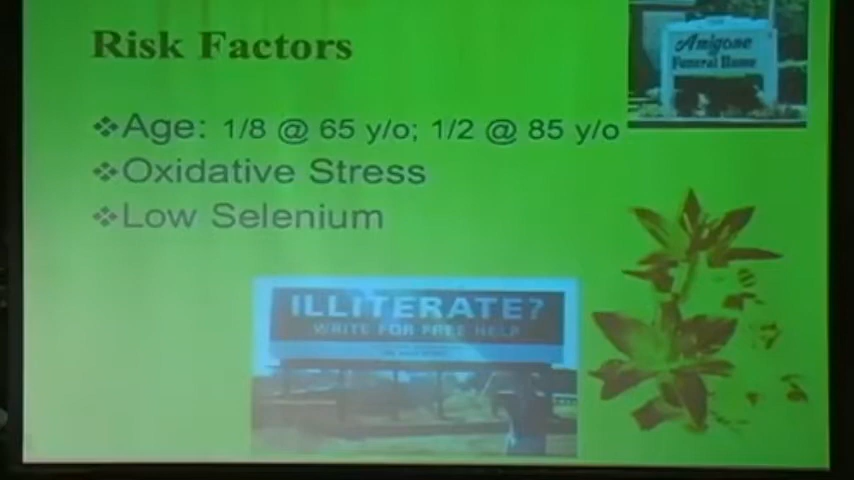 Risk Factors
Amigone
Funeral Home
❖Age: 1/8 @ 65 y/o; 1/2 @ 85 y/o
❖Oxidative Stress
❖Low Selenium
ILLITERATE?
WRITE FOR FREE HELP